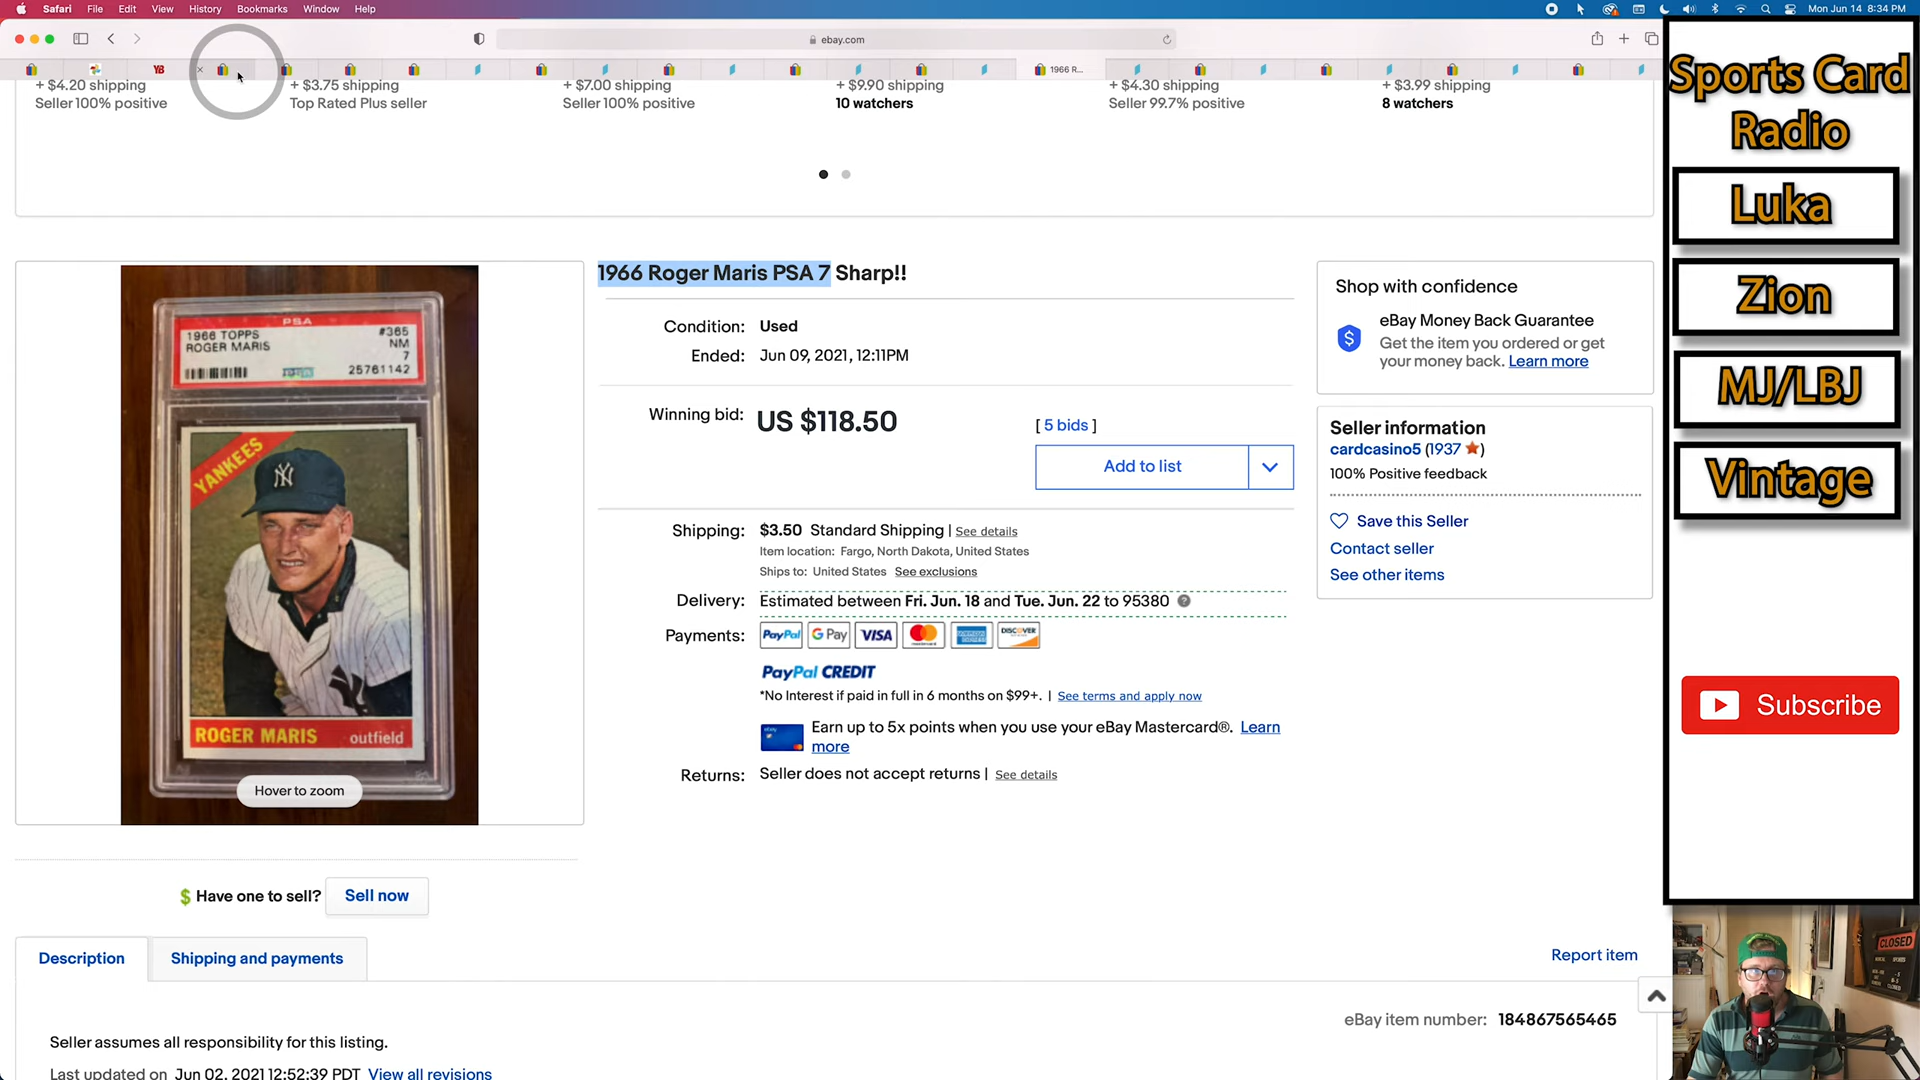 Safari File Edit View History Bookmarks Window Help
Mon Jun 14 8:34 PM
ebay.com
YB
1966 R...
+ $4.20 shipping
Seller 100% positive
+ $3.75 shipping
Top Rated Plus seller
+ $7.00 shipping
Seller 100% positive
+ $9.90 shipping
10 watchers
+ $4.30 shipping
Seller 99.7% positive
+ $3.99 shipping
8 watchers
PSA
1966 TOPPS #365
ROGER MARIS NM
7
25761142
YANKEES
NY
ROGER MARIS outfield
Hover to zoom
1966 Roger Maris PSA 7 Sharp!!
Condition: Used
Ended: Jun 09, 2021, 12:11PM
Winning bid: US $118.50
[ 5 bids ]
Add to list
Shipping: $3.50 Standard Shipping | See details
Item location: Fargo, North Dakota, United States
Ships to: United States See exclusions
Delivery: Estimated between Fri. Jun. 18 and Tue. Jun. 22 to 95380
Payments: PayPal G Pay VISA DISCOVER
PayPal CREDIT
*No Interest if paid in full in 6 months on $99+. | See terms and apply now
Earn up to 5x points when you use your eBay Mastercard®. Learn
more
Returns: Seller does not accept returns | See details
Shop with confidence
eBay Money Back Guarantee
Get the item you ordered or get
your money back. Learn more
Seller information
cardcasino5 (1937 ★)
100% Positive feedback
Save this Seller
Contact seller
See other items
$ Have one to sell? Sell now
Description
Shipping and payments
Report item
eBay item number: 184867565465
Seller assumes all responsibility for this listing.
Last updated on Jun 02, 2021 12:52:39 PDT View all revisions
Sports Card
Radio
Luka
Zion
MJ/LBJ
Vintage
Subscribe
CLOSED